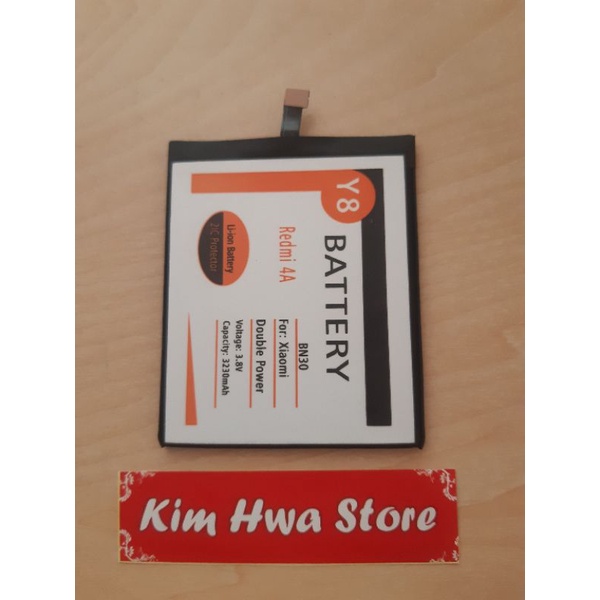 Y8
BATTERY
Redmi 4A
Li-ion Battery
2IC Protector
BN30
For: Xiaomi
Double Power
Voltage: 3.8V
Capacity: 3230mAh
Kim Hwa Store